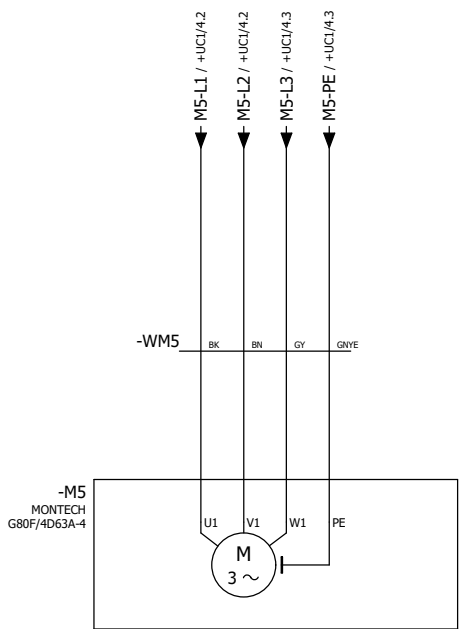 M5-L1 / +UC1/4.2
M5-L2 / +UC1/4.2
M5-L3 / +UC1/4.3
M5-PE / +UC1/4.3
-WM5
BK
BN
GY
GNYE
-M5
MONTECH
G80F/4D63A-4
U1
V1
W1
PE
M
3 ~